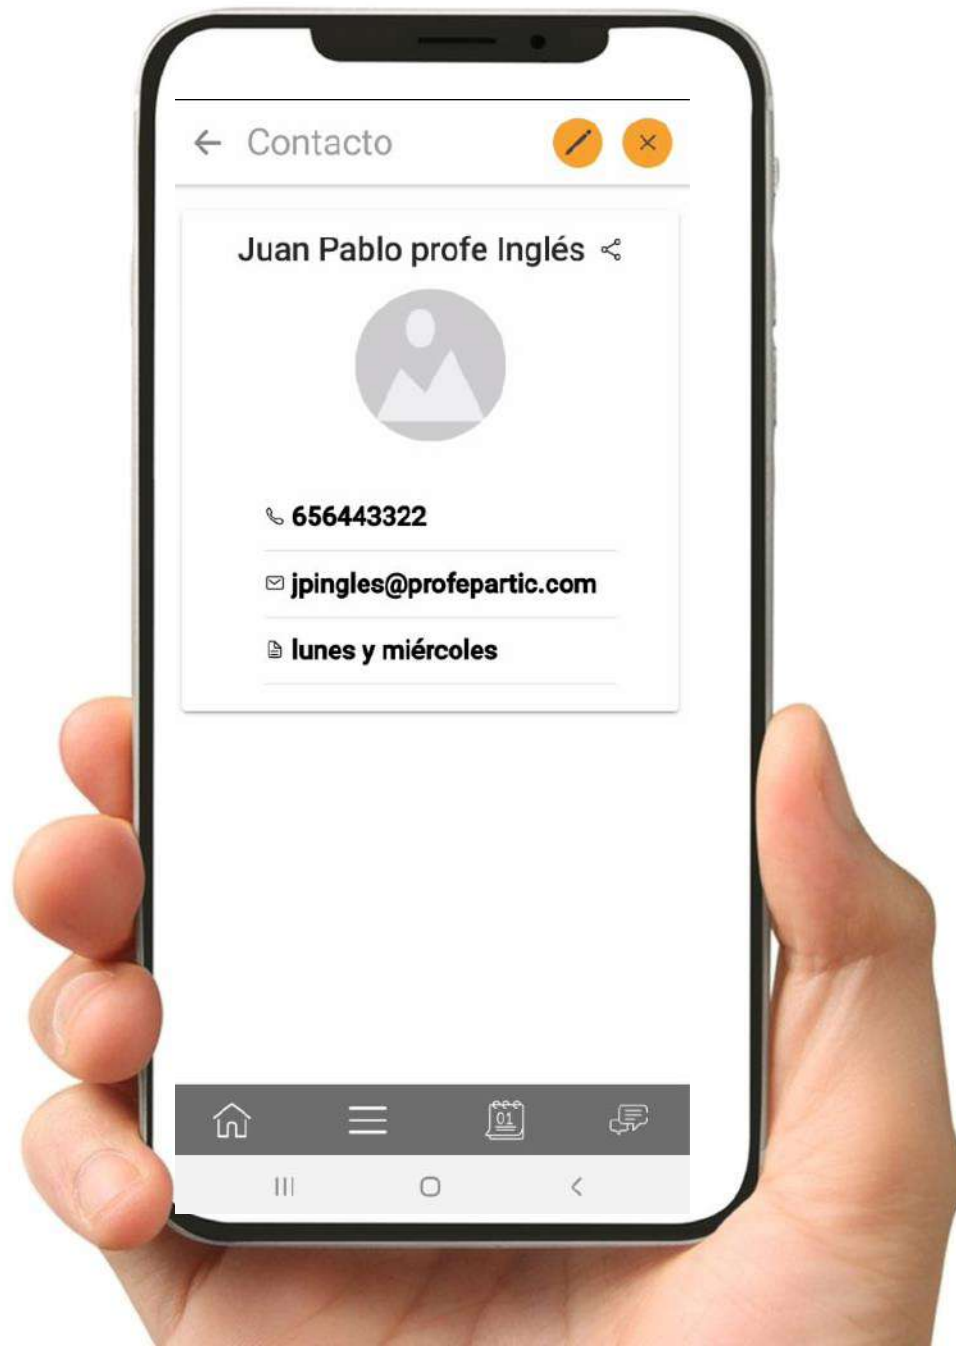 Contacto
Juan Pablo profe Inglés
656443322
jpingles@profepartic.com
lunes y miércoles
01